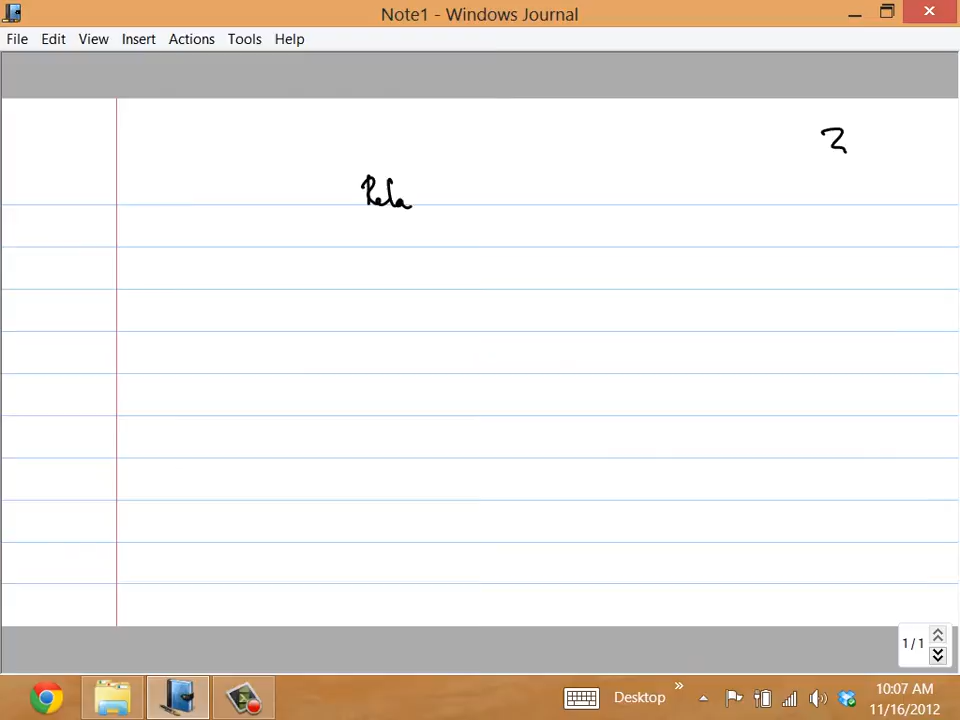 Note1 - Windows Journal
File Edit View Insert Actions Tools Help
Rela
1 / 1
Desktop
10:07 AM
11/16/2012